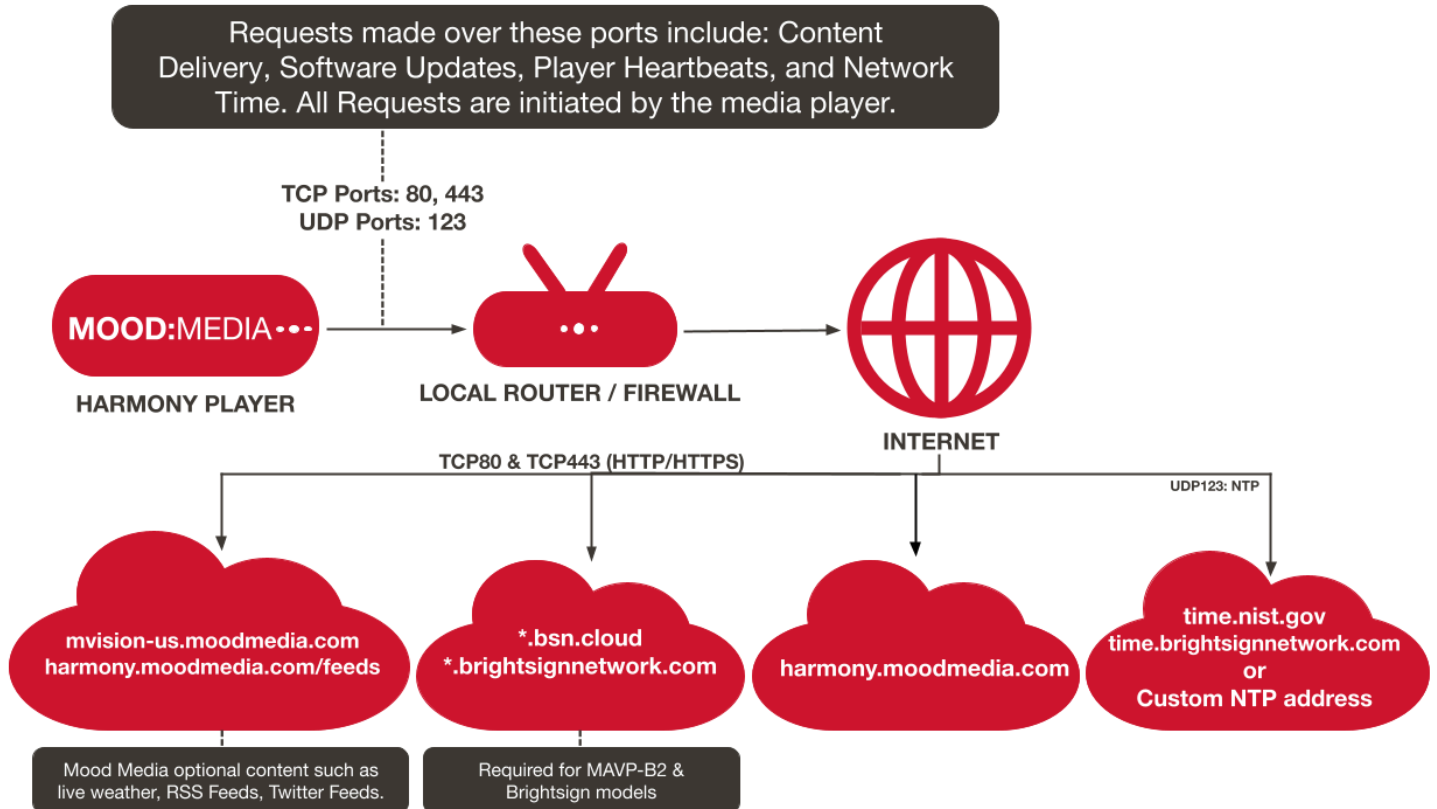 Requests made over these ports include: Content
Delivery, Software Updates, Player Heartbeats, and Network
Time. All Requests are initiated by the media player.
TCP Ports: 80, 443
UDP Ports: 123
MOOD:MEDIA
HARMONY PLAYER
LOCAL ROUTER / FIREWALL
INTERNET
TCP80 & TCP443 (HTTP/HTTPS)
UDP123: NTP
mvision-us.moodmedia.com
harmony.moodmedia.com/feeds
*.bsn.cloud
*.brightsignnetwork.com
harmony.moodmedia.com
time.nist.gov
time.brightsignnetwork.com
or
Custom NTP address
Mood Media optional content such as
live weather, RSS Feeds, Twitter Feeds.
Required for MAVP-B2 &
Brightsign models